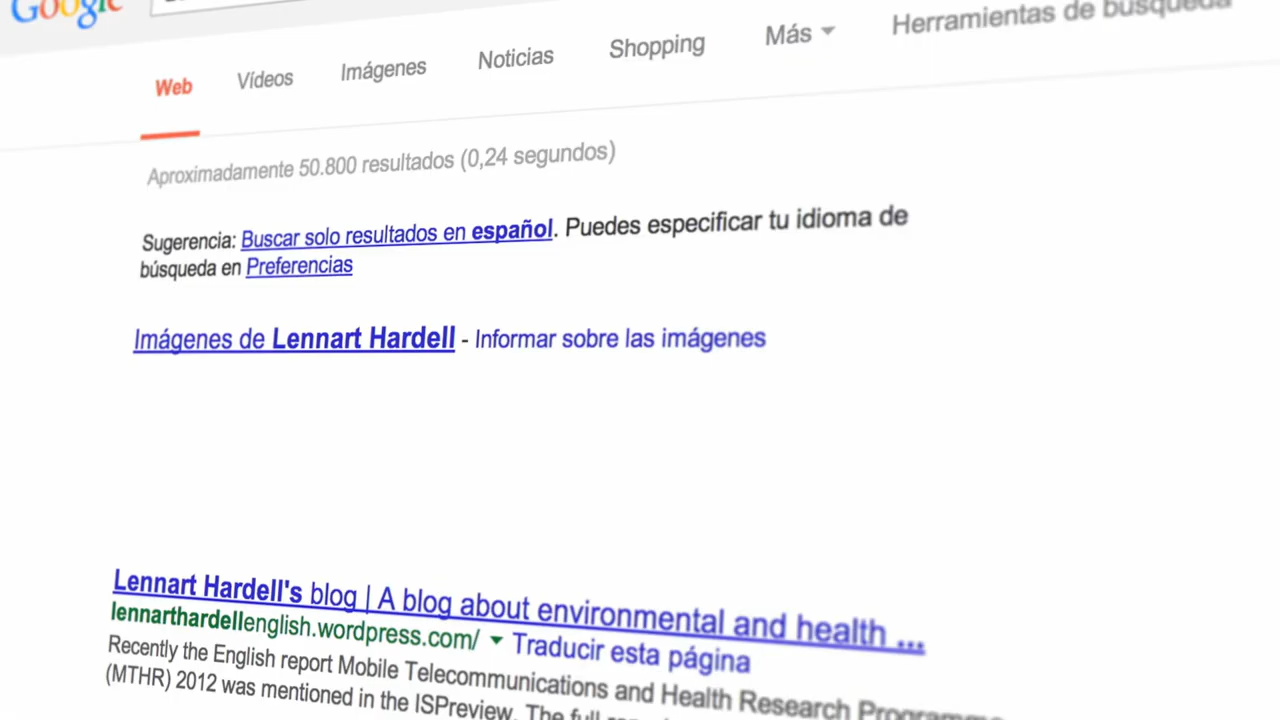 Google
Web Vídeos Imágenes Noticias Shopping Más Herramientas de búsqueda
Aproximadamente 50.800 resultados (0,24 segundos)
Sugerencia: Buscar solo resultados en español. Puedes especificar tu idioma de
búsqueda en Preferencias
Imágenes de Lennart Hardell - Informar sobre las imágenes
Lennart Hardell's blog | A blog about environmental and health ...
lennarthardellenglish.wordpress.com/ Traducir esta página
Recently the English report Mobile Telecommunications and Health Research Programme
(MTHR) 2012 was mentioned in the ISPreview. The full